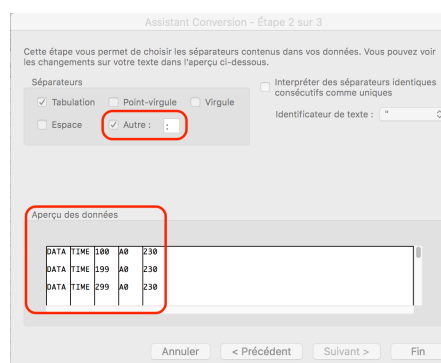 Assistant Conversion - Étape 2 sur 3
Cette étape vous permet de choisir les séparateurs contenus dans vos données. Vous pouvez voir
les changements sur votre texte dans l'aperçu ci-dessous.
Séparateurs
Tabulation Point-virgule Virgule
Espace Autre : :
Interpréter des séparateurs identiques
consécutifs comme uniques
Identificateur de texte : "
Aperçu des données
DATA TIME 100 A0 230
DATA TIME 199 A0 230
DATA TIME 299 A0 230
Annuler < Précédent Suivant > Fin